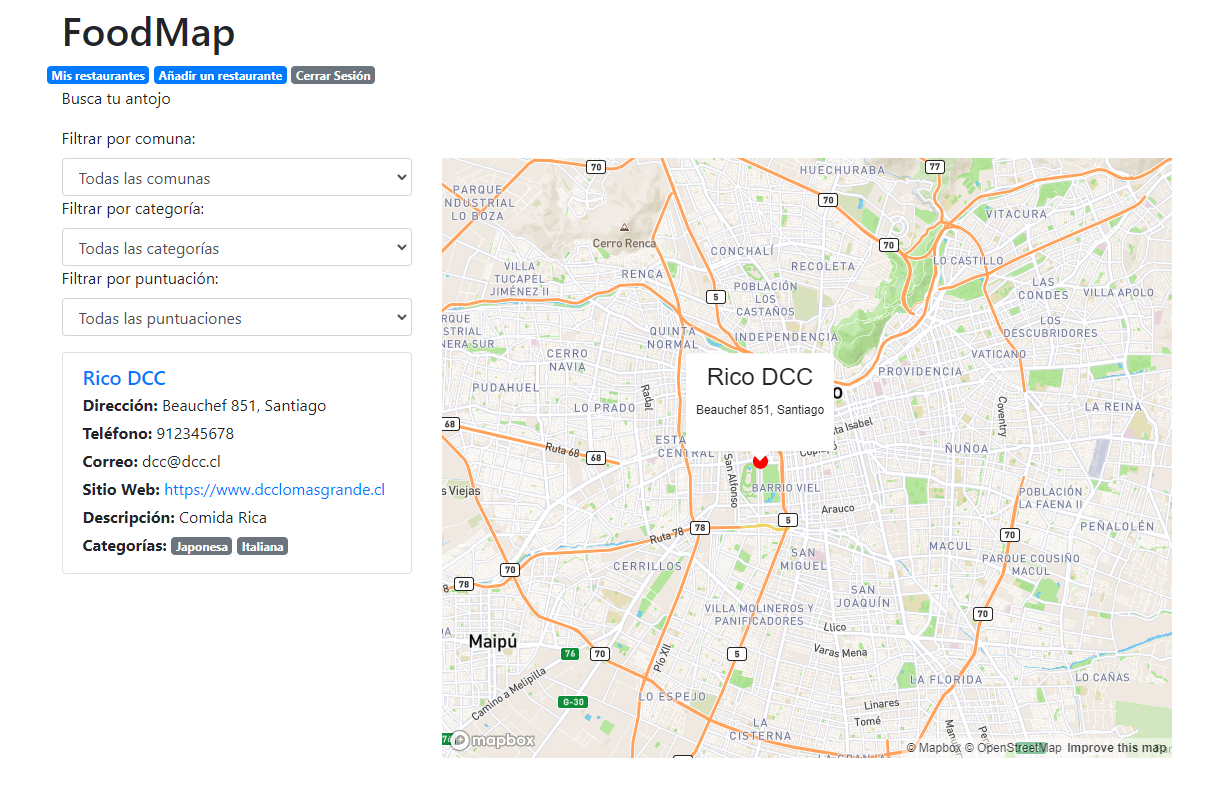 FoodMap
Mis restaurantes Añadir un restaurante Cerrar Sesión
Busca tu antojo
Filtrar por comuna:
Todas las comunas
Filtrar por categoría:
Todas las categorías
Filtrar por puntuación:
Todas las puntuaciones
Rico DCC
Dirección: Beauchef 851, Santiago
Teléfono: 912345678
Correo: dcc@dcc.cl
Sitio Web: https://www.dcclomasgrande.cl
Descripción: Comida Rica
Categorías: Japonesa Italiana
70
77
HUECHURABA
PARQUE
INDUSTRIAL
LO BOZA
70
VITACURA
Cerro Renca
70
CONCHALÍ
LO CASTILLO
VILLA
TUCAPEL
JIMÉNEZ II
RENCA
RECOLETA
5
POBLACIÓN
LOS
CASTAÑOS
LAS
CONDES
VILLA APOLO
QUINTA
NORMAL
INDEPENDENCIA
LOS
DESCUBRIDORES
CERRO
NAVIA
VATICANO
Rico DCC
Beauchef 851, Santiago
PROVIDENCIA
PUDAHUEL
Radal
LO PRADO
LA REINA
Coventry
68
Ruta 68
68
CENTRAL
San Alfonso
ÑUÑOA
s Viejas
BARRIO VIEL
POBLACIÓN
LA FAENA II
Arauco
5
PEÑALOLÉN
Ruta 78
78
70
SAN
MIGUEL
MACUL
PARQUE COUSIÑO
MACUL
CERRILLOS
70
78
SAN
JOAQUÍN
VILLA MOLINEROS Y
PANIFICADORES
70
Llico
Maipú
76
70
Pío XII
5
Varas Mena
LA FLORIDA
LO CAÑAS
Camino a Melipilla
LO ESPEJO
G-30
Linares
Tomé
LA
CISTERNA
mapbox
© Mapbox © OpenStreetMap Improve this map